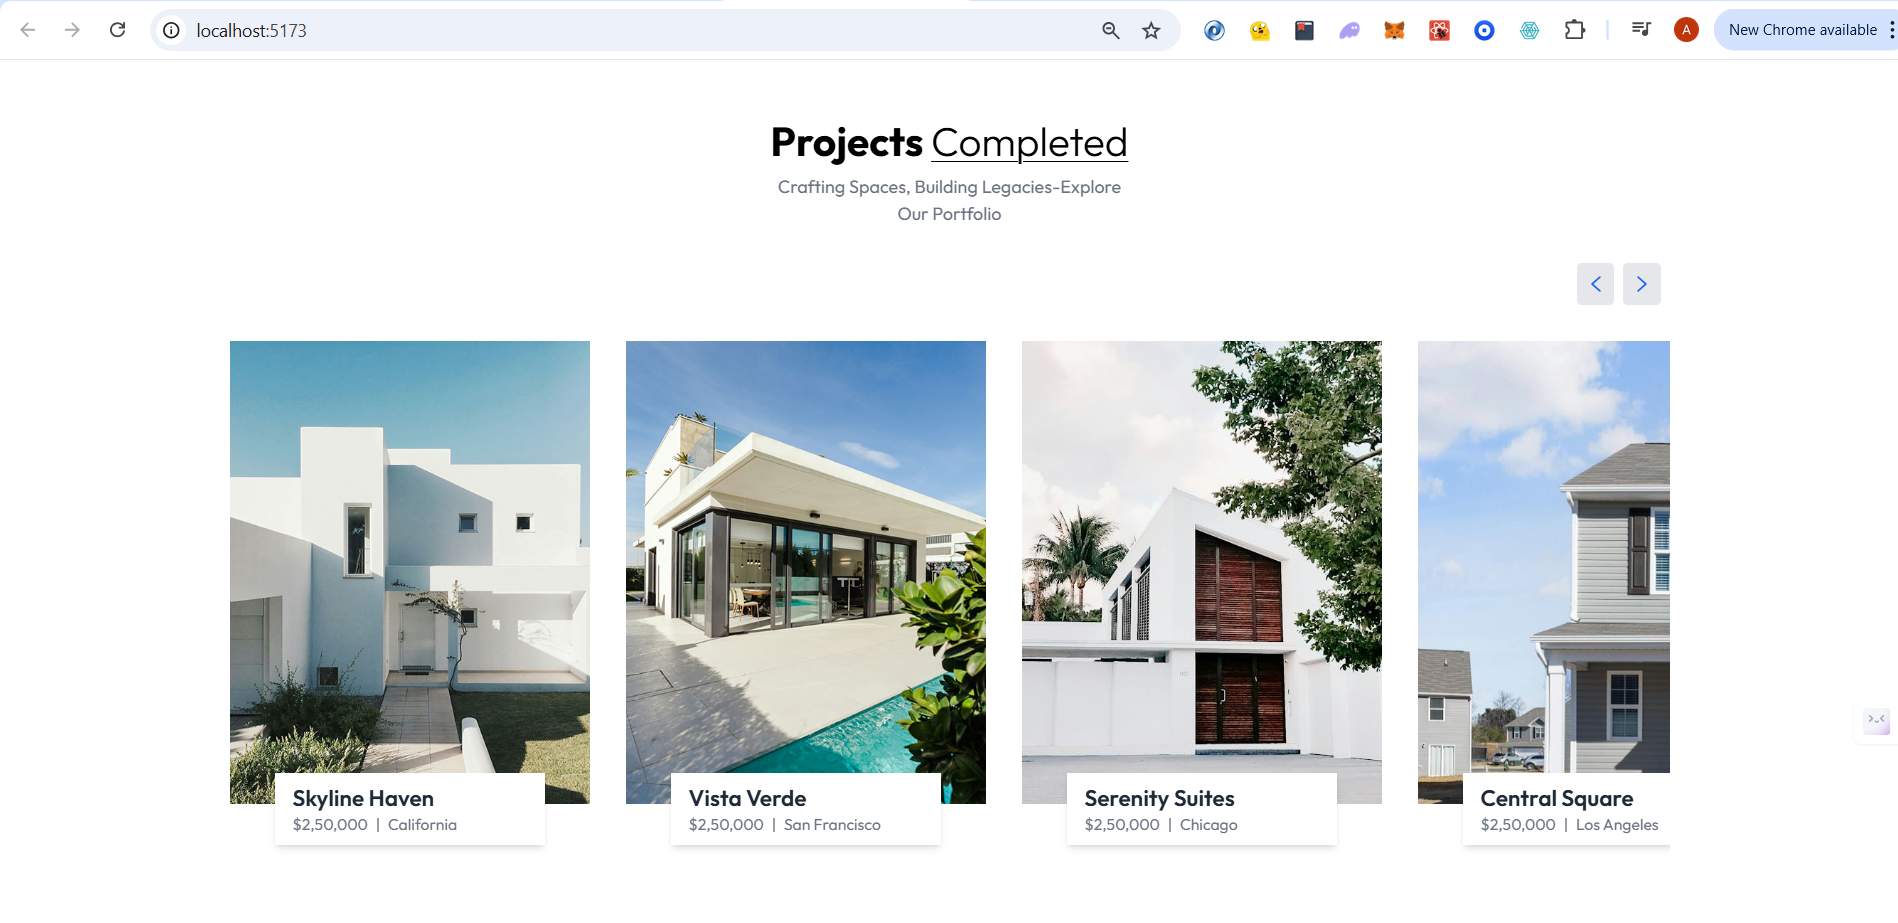 localhost:5173
A
New Chrome available
Projects Completed
Crafting Spaces, Building Legacies-Explore
Our Portfolio
Skyline Haven
$2,50,000 | California
Vista Verde
$2,50,000 | San Francisco
Serenity Suites
$2,50,000 | Chicago
Central Square
$2,50,000 | Los Angeles